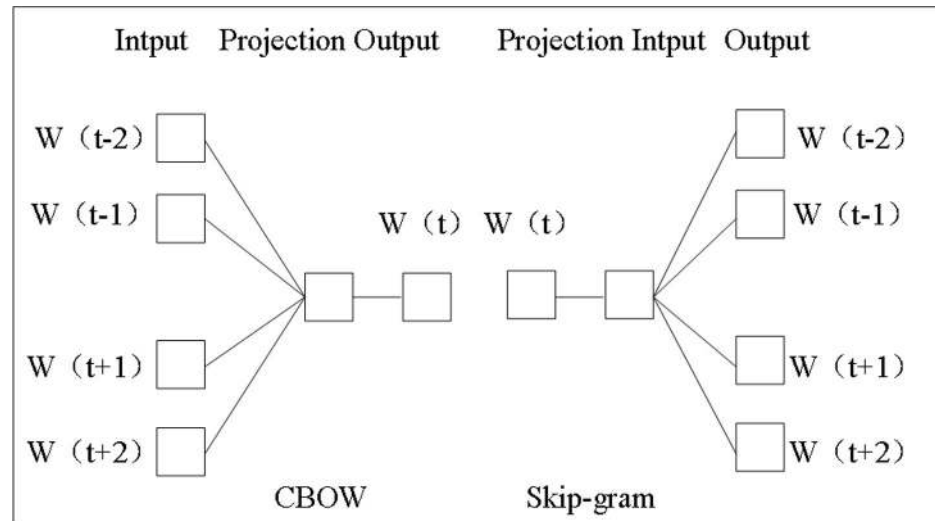 Intput Projection Output Projection Intput Output
W（t-2） W（t-2）
W（t-1） W（t-1）
W（t） W（t）
W（t+1） W（t+1）
W（t+2） W（t+2）
CBOW Skip-gram